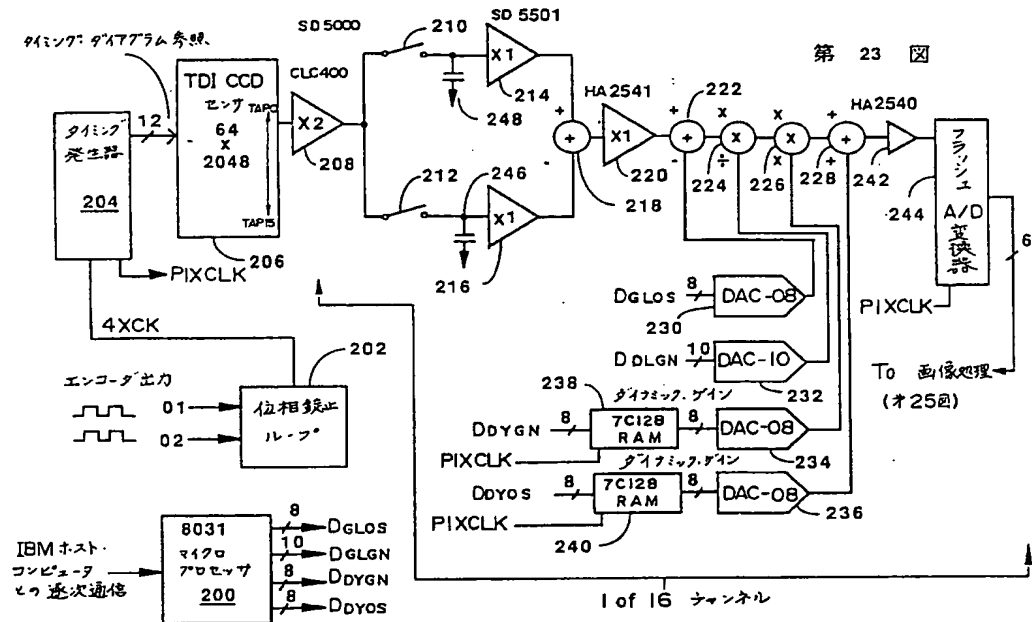 第 23 図
タイミング・ダイアグラム参照
SD5000
210
SD 5501
TDI CCD
センサ
64
x
2048
TAP0
TAP15
206
12
タイミング
発生器
204
CLC400
X2
208
248
X1
214
212
246
X1
216
+
+
-
218
HA2541
X1
220
222
+
+
-
X
X
÷
224
X
X
X
226
+
+
+
228
HA2540
242
フラッシュ
A/D
変換器
244
6
PIXCLK
PIXCLK
4XCK
202
エンコーダ出力
01
02
位相錠止
ループ
DGLOS
8
DAC-08
230
DDLGN
10
DAC-10
232
To 画像処理
(オ25図)
238
ダイナミック・ゲイン
DDYGN
8
7C128
RAM
8
DAC-08
234
PIXCLK
ダイナミック・ゲイン
DDYOS
8
7C128
RAM
8
DAC-08
236
PIXCLK
240
IBMホスト・
コンピュータ
との逐次通信
8031
マイクロ
プロセッサ
200
8
DGLOS
10
DGLGN
8
DDYGN
8
DDYOS
1 of 16 チャンネル